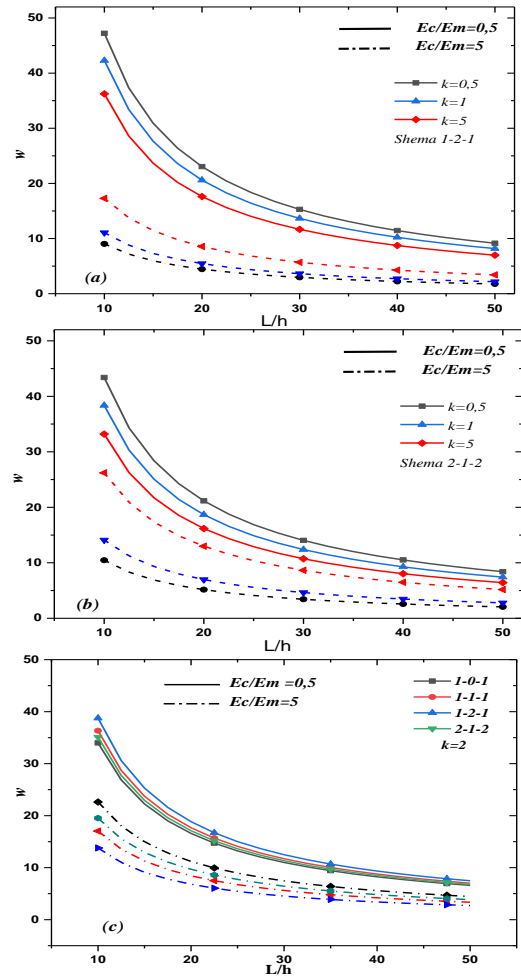 50
40
30
20
10
0
w
Ec/Em=0,5
Ec/Em=5
k=0,5
k=1
k=5
Shema 1-2-1
(a)
10 20 30 40 50
L/h
50
40
30
20
10
0
w
Ec/Em=0,5
Ec/Em=5
k=0,5
k=1
k=5
Shema 2-1-2
(b)
10 20 30 40 50
L/h
50
40
30
20
10
0
w
Ec/Em =0,5
Ec/Em=5
1-0-1
1-1-1
1-2-1
2-1-2
k=2
(c)
10 20 30 40 50
L/h